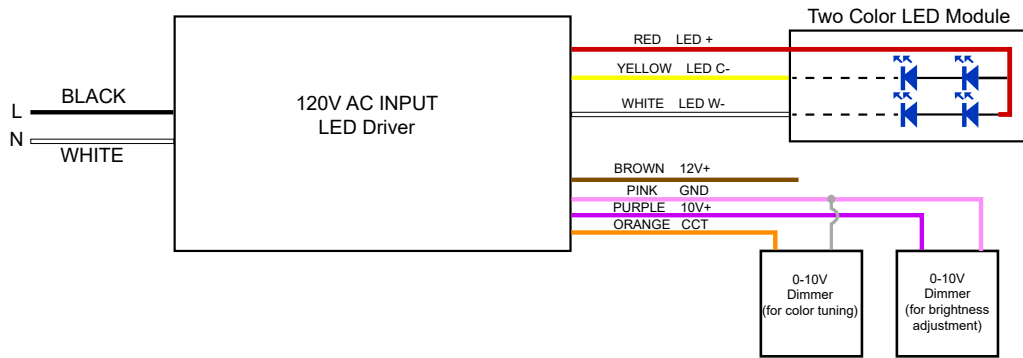 Two Color LED Module
RED LED +
YELLOW LED C-
WHITE LED W-
BLACK
L
N
WHITE
120V AC INPUT
LED Driver
BROWN 12V+
PINK GND
PURPLE 10V+
ORANGE CCT
0-10V
Dimmer
(for color tuning)
0-10V
Dimmer
(for brightness
adjustment)